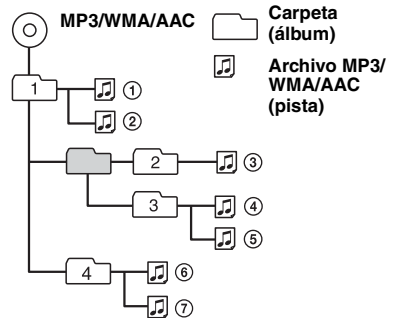 MP3/WMA/AAC
Carpeta
(álbum)
Archivo MP3/
WMA/AAC
(pista)
1
①
②
2
③
3
④
⑤
4
⑥
⑦